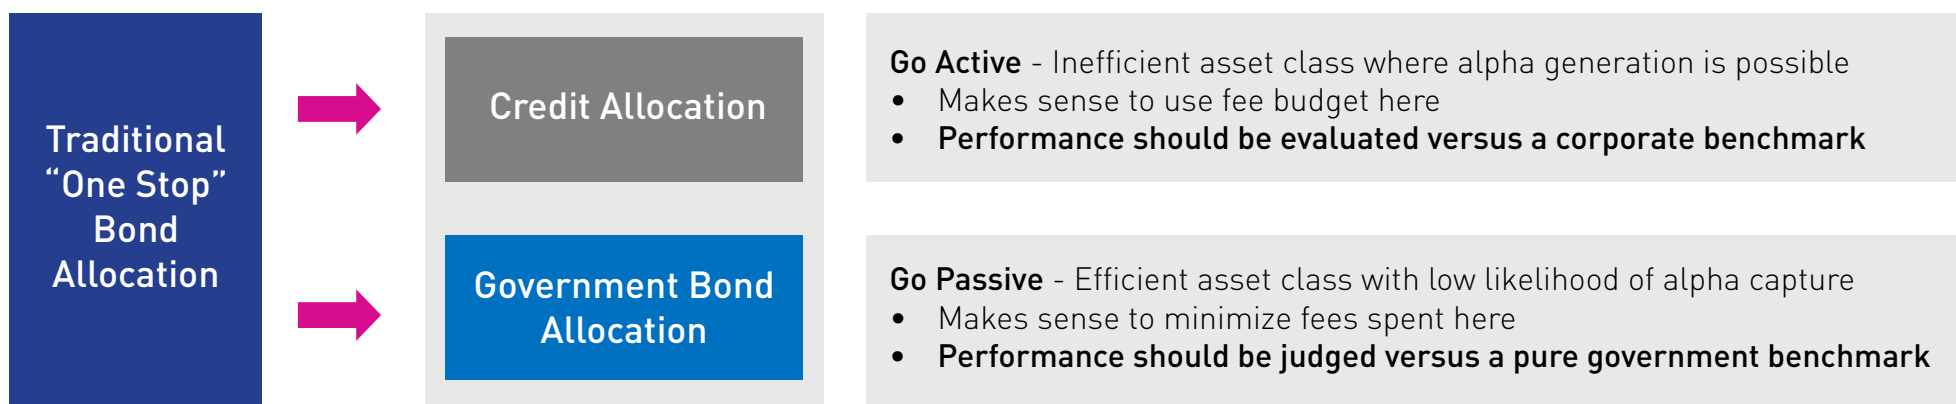 Traditional
“One Stop”
Bond
Allocation
Credit Allocation
Government Bond
Allocation
Go Active - Inefficient asset class where alpha generation is possible
• Makes sense to use fee budget here
• Performance should be evaluated versus a corporate benchmark
Go Passive - Efficient asset class with low likelihood of alpha capture
• Makes sense to minimize fees spent here
• Performance should be judged versus a pure government benchmark